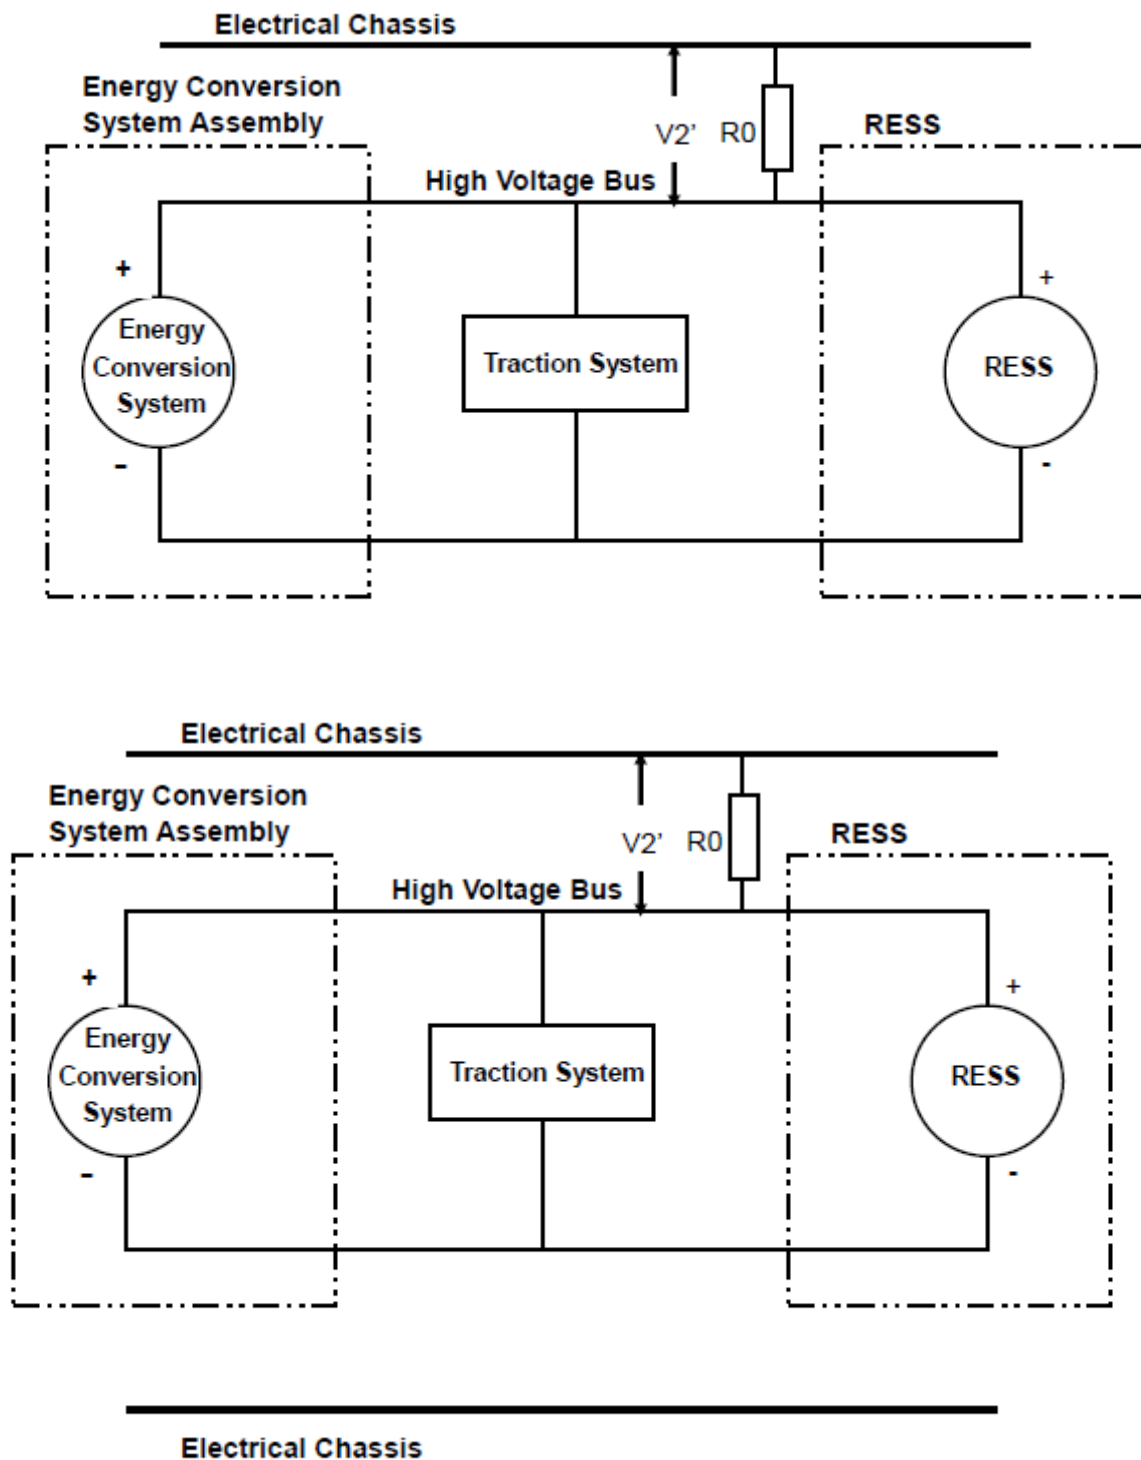 Electrical Chassis
Energy Conversion
System Assembly
V2’ R0
RESS
High Voltage Bus
+
+
Energy
Conversion
System
Traction System
RESS
-
-
Electrical Chassis
Energy Conversion
System Assembly
V2’ R0
RESS
High Voltage Bus
+
+
Energy
Conversion
System
Traction System
RESS
-
-
Electrical Chassis